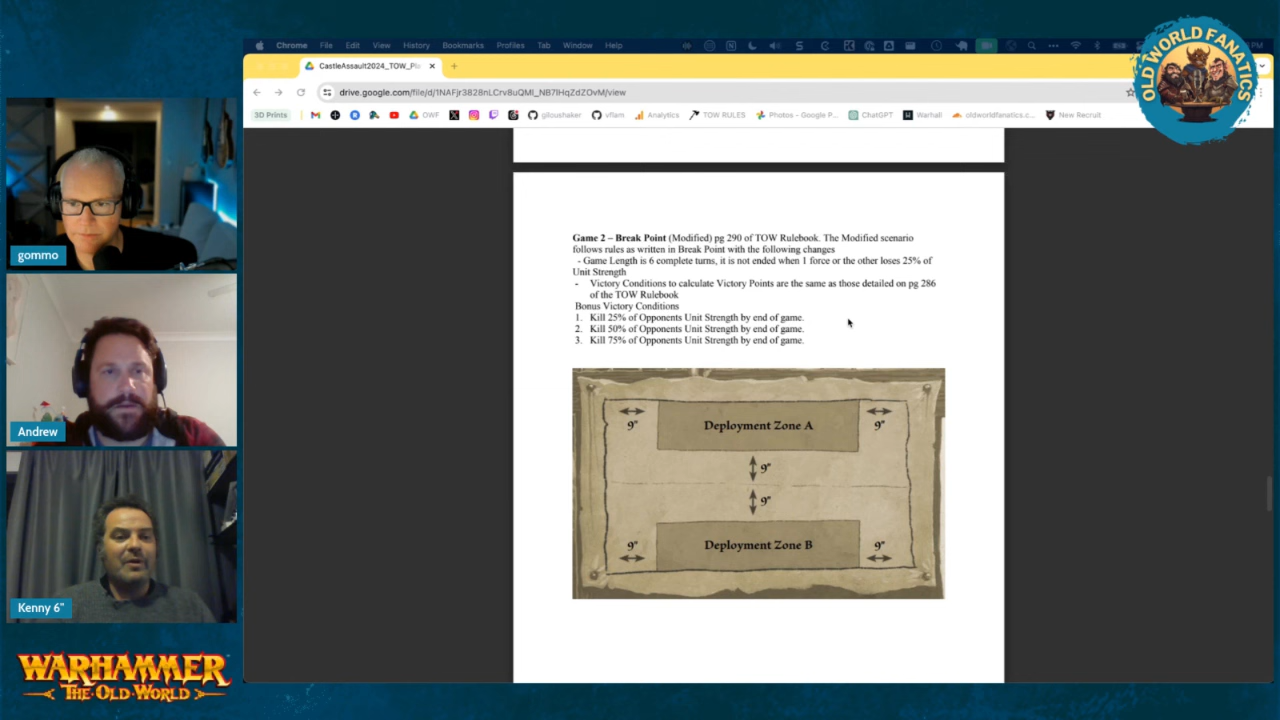 Chrome File Edit View History Bookmarks Profiles Tab Window Help
OLD WORLD FANATICS
CastleAssault2024_TOW_Pl
drive.google.com/file/d/1NAFjr3828nLCrv8uQMI_NB7IHqZdZOvM/view
3D Prints OWF giloushaker vflam Analytics TOW RULES Photos - Google P... ChatGPT Warhall oldworldfanatics.c... New Recruit
gommo
Andrew
Kenny 6"
Game 2 – Break Point (Modified) pg 290 of TOW Rulebook. The Modified scenario
follows rules as written in Break Point with the following changes
- Game Length is 6 complete turns, it is not ended when 1 force or the other loses 25% of
Unit Strength
- Victory Conditions to calculate Victory Points are the same as those detailed on pg 286
of the TOW Rulebook
Bonus Victory Conditions
1. Kill 25% of Opponents Unit Strength by end of game.
2. Kill 50% of Opponents Unit Strength by end of game.
3. Kill 75% of Opponents Unit Strength by end of game.
9" Deployment Zone A 9"
9"
9"
9" Deployment Zone B 9"
WARHAMMER
THE OLD WORLD